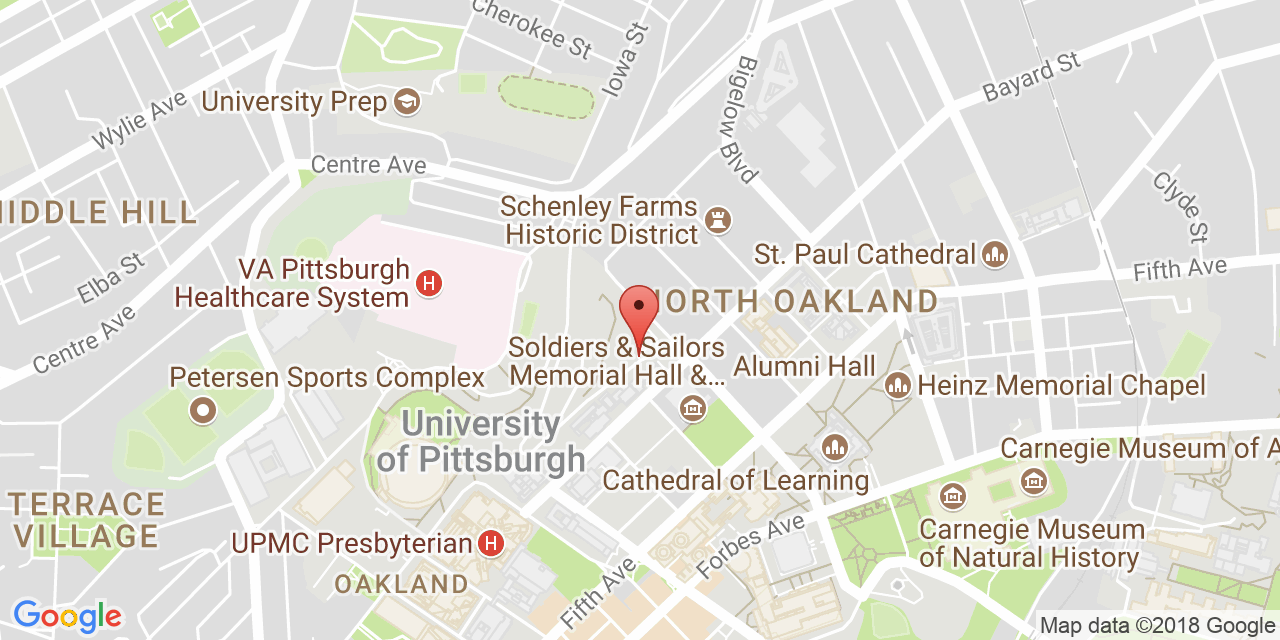 Cherokee St
Iowa St
Bigelow Blvd
Bayard St
University Prep
Wylie Ave
Centre Ave
Clyde St
MIDDLE HILL
Schenley Farms
Historic District
St. Paul Cathedral
Fifth Ave
Elba St
VA Pittsburgh
Healthcare System
H
NORTH OAKLAND
Centre Ave
Soldiers & Sailors
Memorial Hall &...
Alumni Hall
Petersen Sports Complex
Heinz Memorial Chapel
University
of Pittsburgh
Carnegie Museum of A
Cathedral of Learning
TERRACE
VILLAGE
Carnegie Museum
of Natural History
UPMC Presbyterian
H
Forbes Ave
OAKLAND
Fifth Ave
Google
Map data ©2018 Google